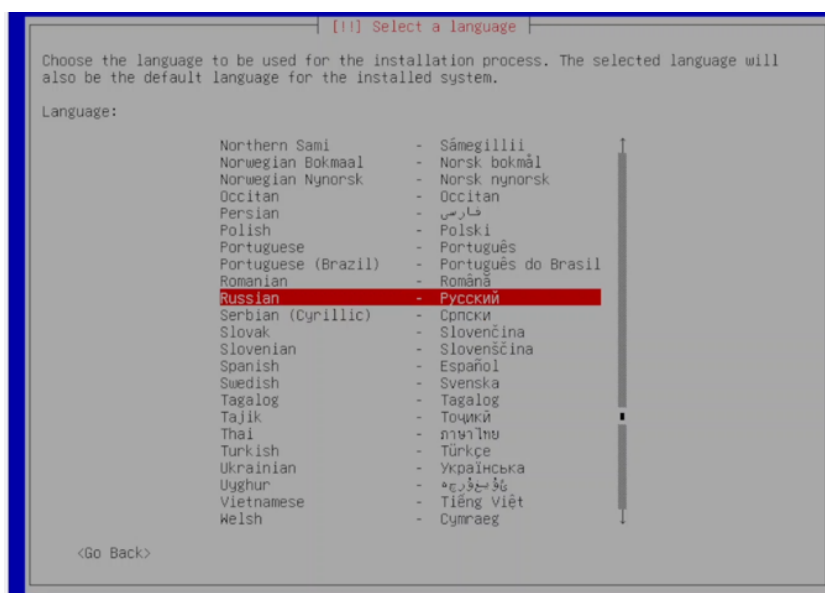 [!!] Select a language
Choose the language to be used for the installation process. The selected language will
also be the default language for the installed system.
Language:
Northern Sami - Sámegillii
Norwegian Bokmaal - Norsk bokmål
Norwegian Nynorsk - Norsk nynorsk
Occitan - Occitan
Persian - فارسی
Polish - Polski
Portuguese - Português
Portuguese (Brazil) - Português do Brasil
Romanian - Română
Russian - Русский
Serbian (Cyrillic) - Српски
Slovak - Slovenčina
Slovenian - Slovenščina
Spanish - Español
Swedish - Svenska
Tagalog - Tagalog
Tajik - Тоҷикӣ
Thai - ภาษาไทย
Turkish - Türkçe
Ukrainian - Українська
Uyghur - ئۇيغۇرچە
Vietnamese - Tiếng Việt
Welsh - Cymraeg
<Go Back>